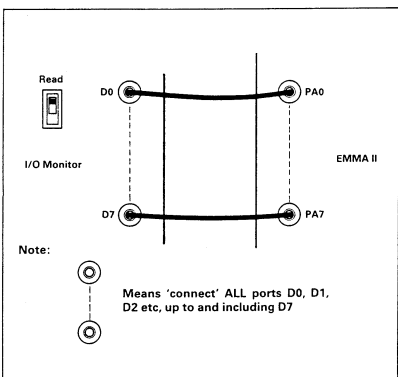 Read
D0
PA0
I/O Monitor
EMMA II
D7
PA7
Note:
Means ‘connect’ ALL ports D0, D1,
D2 etc, up to and including D7